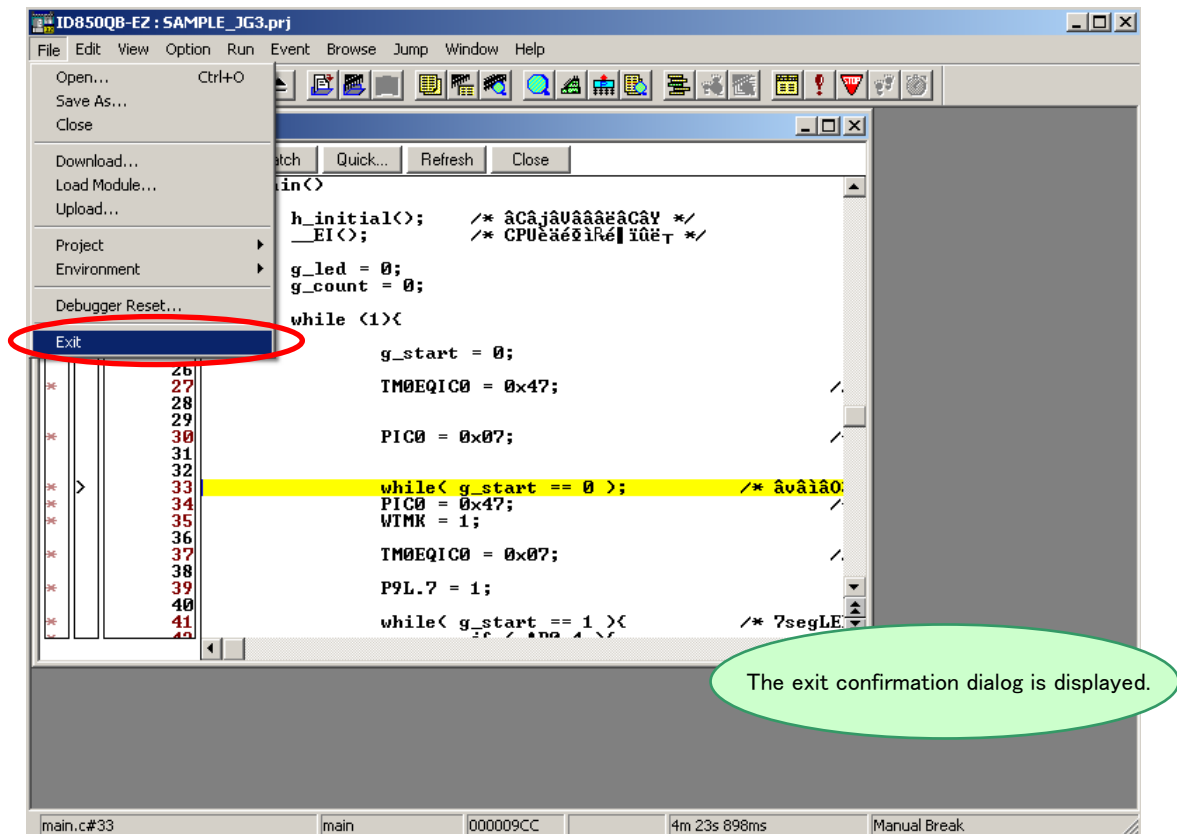 ID850QB-EZ : SAMPLE_JG3.prj
File Edit View Option Run Event Browse Jump Window Help
Open... Ctrl+O
Save As...
Close
Download...
Load Module...
Upload...
Project
Environment
Debugger Reset...
Exit
Quick... Refresh Close
h_initial();
__EI();
g_led = 0;
g_count = 0;
while (1){
g_start = 0;
26
27 TM0EQIC0 = 0x47; /
28
29
30 PIC0 = 0x07; /
31
32
33 while( g_start == 0 ); /*
34 PIC0 = 0x47; /
35 WTMK = 1;
36
37 TM0EQIC0 = 0x07; /
38
39 P9L.7 = 1;
40
41 while( g_start == 1 ){ /* 7segLE
The exit confirmation dialog is displayed.
main.c#33 main 000009CC 4m 23s 898ms Manual Break